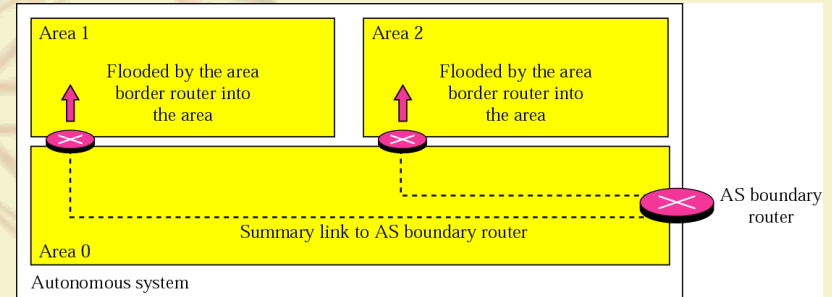 Area 1
Flooded by the area
border router into
the area
Area 2
Flooded by the area
border router into
the area
AS boundary
router
Summary link to AS boundary router
Area 0
Autonomous system